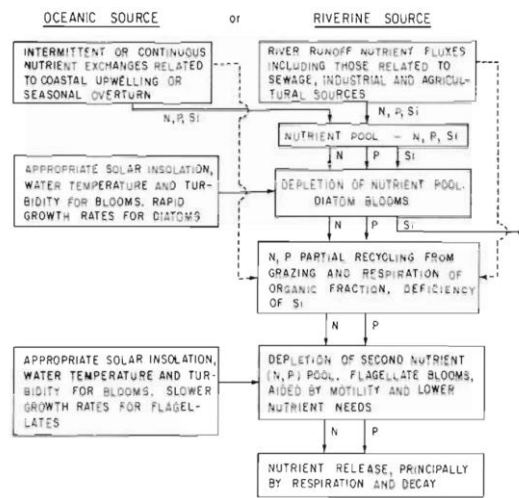 OCEANIC SOURCE or RIVERINE SOURCE
INTERMITTENT OR CONTINUOUS
NUTRIENT EXCHANGES RELATED
TO COASTAL UPWELLING OR
SEASONAL OVERTURN
RIVER RUNOFF NUTRIENT FLUXES
INCLUDING THOSE RELATED TO
SEWAGE, INDUSTRIAL AND AGRICUL-
TURAL SOURCES
N, P, Si
N, P, Si
NUTRIENT POOL - N, P, Si
N P Si
APPROPRIATE SOLAR INSOLATION,
WATER TEMPERATURE AND TUR-
BIDITY FOR BLOOMS. RAPID
GROWTH RATES FOR DIATOMS
DEPLETION OF NUTRIENT POOL.
DIATOM BLOOMS
N P Si
N, P PARTIAL RECYCLING FROM
GRAZING AND RESPIRATION OF
ORGANIC FRACTION, DEFICIENCY
OF Si
N P
APPROPRIATE SOLAR INSOLATION,
WATER TEMPERATURE AND TUR-
BIDITY FOR BLOOMS. SLOWER
GROWTH RATES FOR FLAGEL-
LATES
DEPLETION OF SECOND NUTRIENT
(N, P) POOL. FLAGELLATE BLOOMS,
AIDED BY MOTILITY AND LOWER
NUTRIENT NEEDS
N P
NUTRIENT RELEASE, PRINCIPALLY
BY RESPIRATION AND DECAY